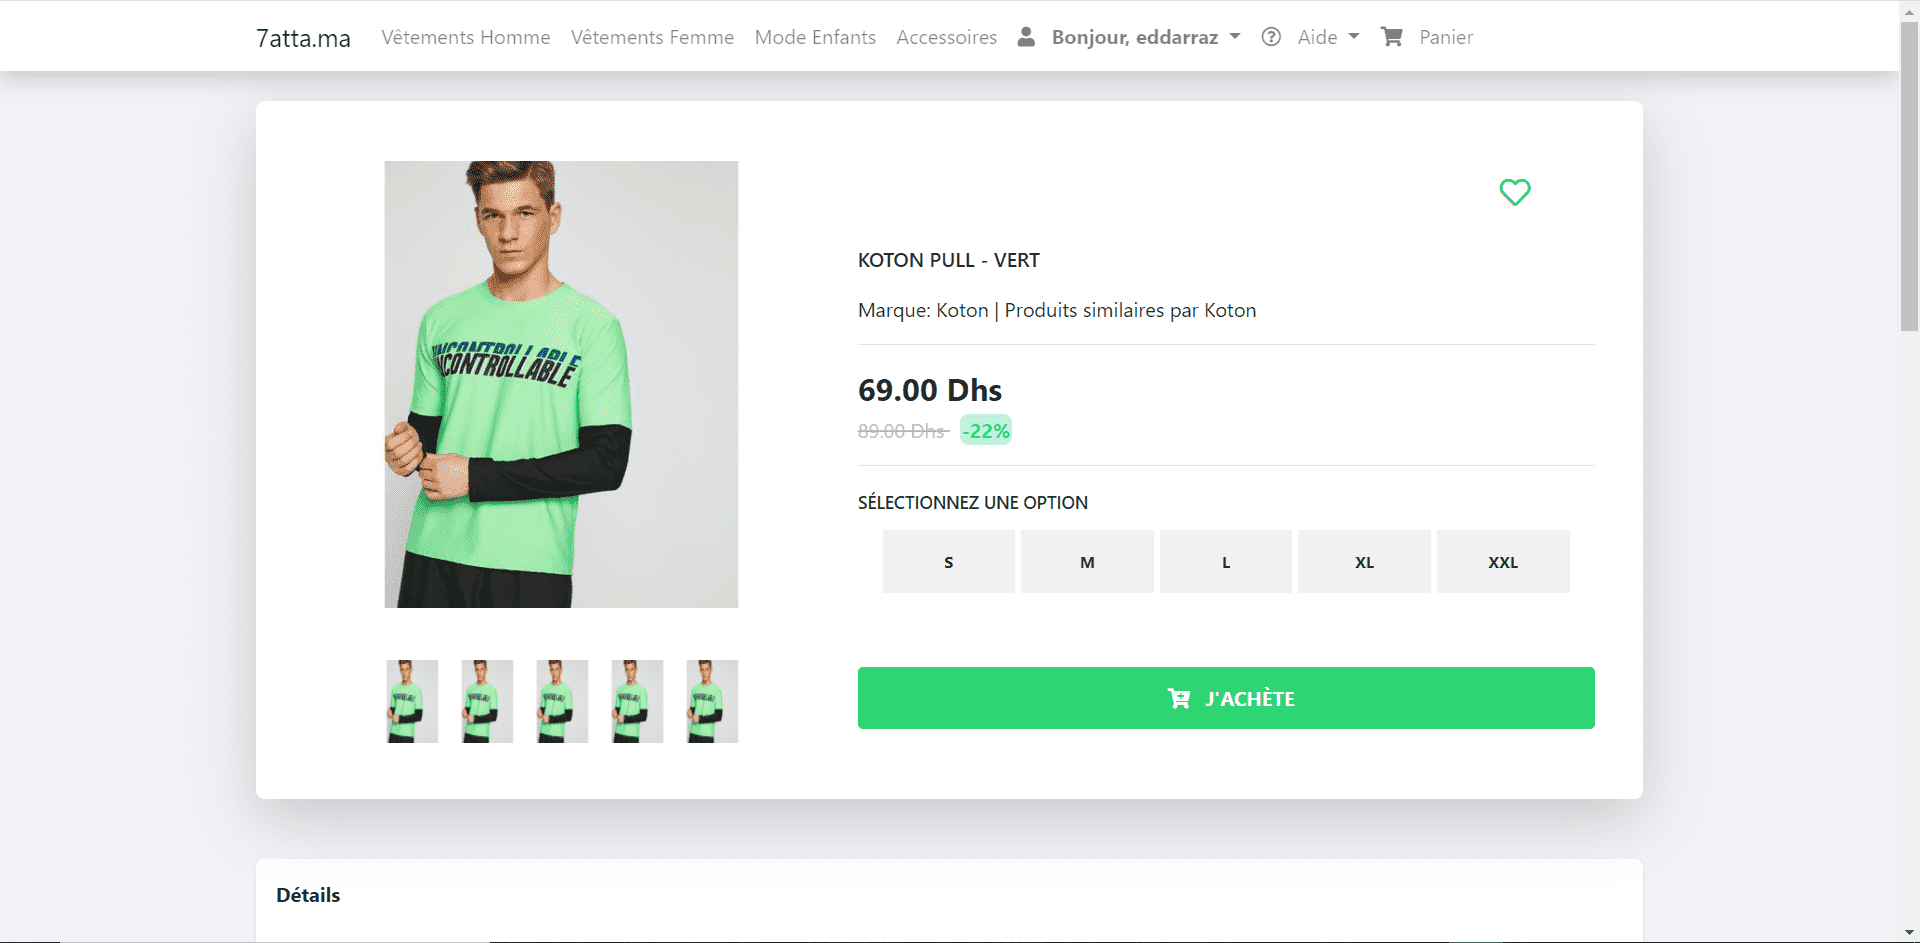 7atta.ma Vêtements Homme Vêtements Femme Mode Enfants Accessoires Bonjour, eddarraz Aide Panier
UNCONTROLLABLE
UNCONTROLLABLE
KOTON PULL - VERT
Marque: Koton | Produits similaires par Koton
69.00 Dhs
89.00 Dhs -22%
SÉLECTIONNEZ UNE OPTION
S M L XL XXL
J'ACHÈTE
Détails